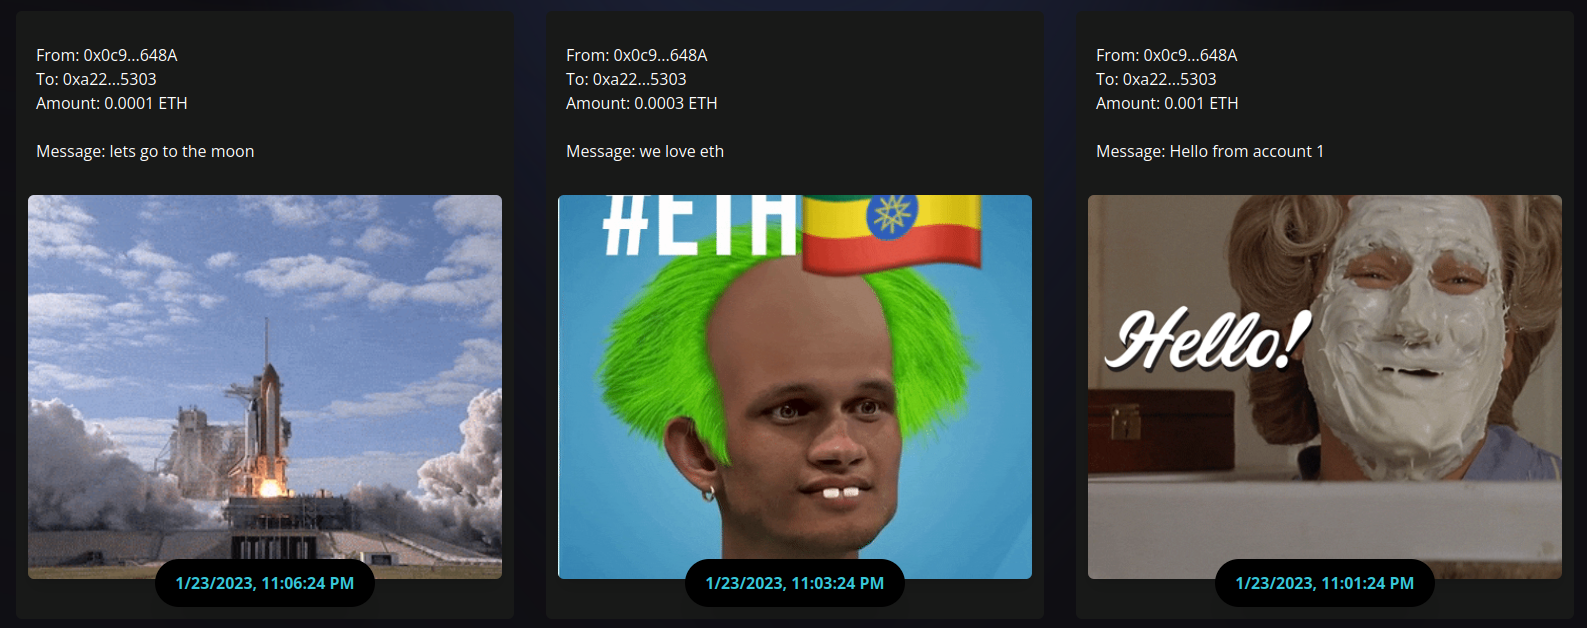 From: 0x0c9...648A
To: 0xa22...5303
Amount: 0.0001 ETH
Message: lets go to the moon
1/23/2023, 11:06:24 PM
From: 0x0c9...648A
To: 0xa22...5303
Amount: 0.0003 ETH
Message: we love eth
#ETH
1/23/2023, 11:03:24 PM
From: 0x0c9...648A
To: 0xa22...5303
Amount: 0.001 ETH
Message: Hello from account 1
Hello!
1/23/2023, 11:01:24 PM